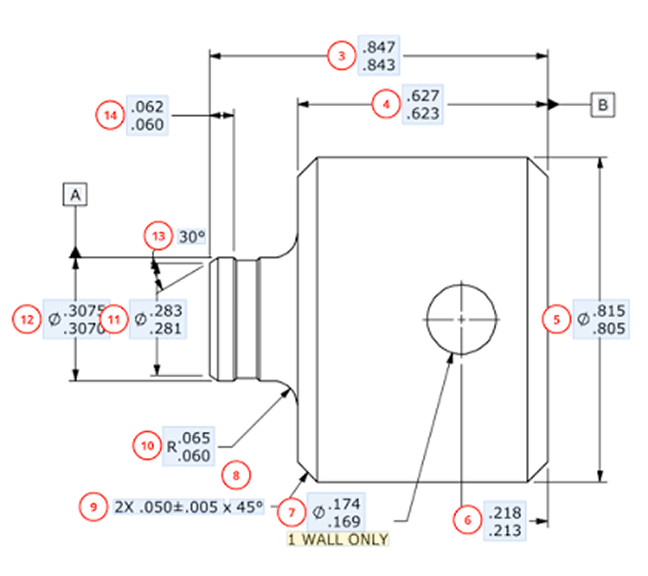 3 .847
.843
4 .627
.623
B
14 .062
.060
A
13 30°
12 Ø .3075
.3070
11 Ø .283
.281
5 Ø .815
.805
10 R .065
.060
8
9 2X .050±.005 x 45°
7 Ø .174
.169
1 WALL ONLY
6 .218
.213